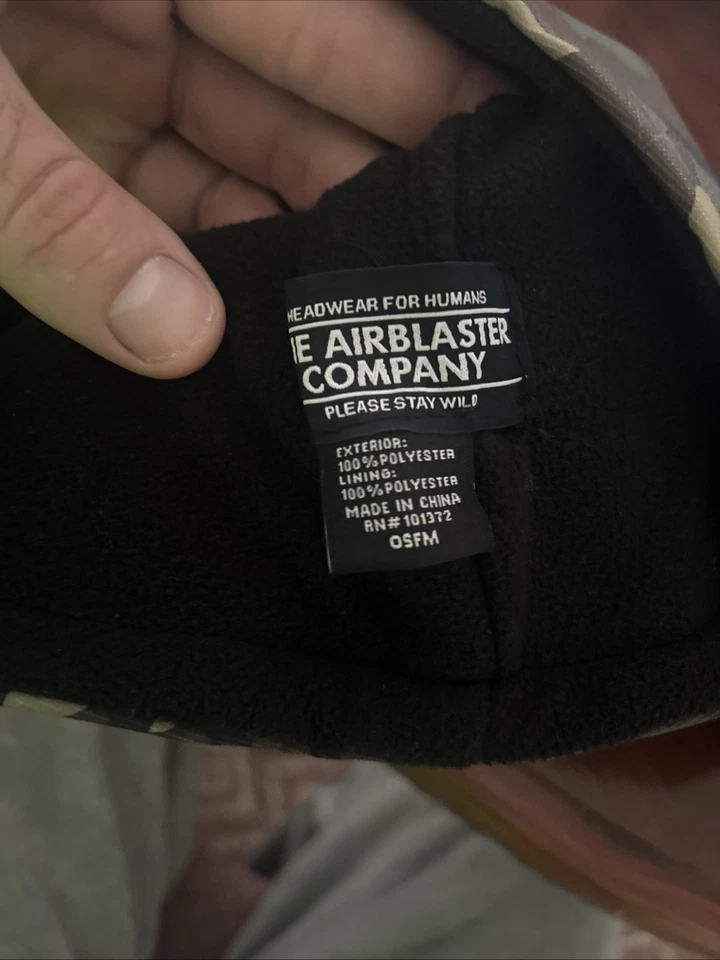 HEADWEAR FOR HUMANS
THE AIRBLASTER
COMPANY
PLEASE STAY WILD
EXTERIOR:
100% POLYESTER
LINING:
100% POLYESTER
MADE IN CHINA
RN# 101372
OSFM